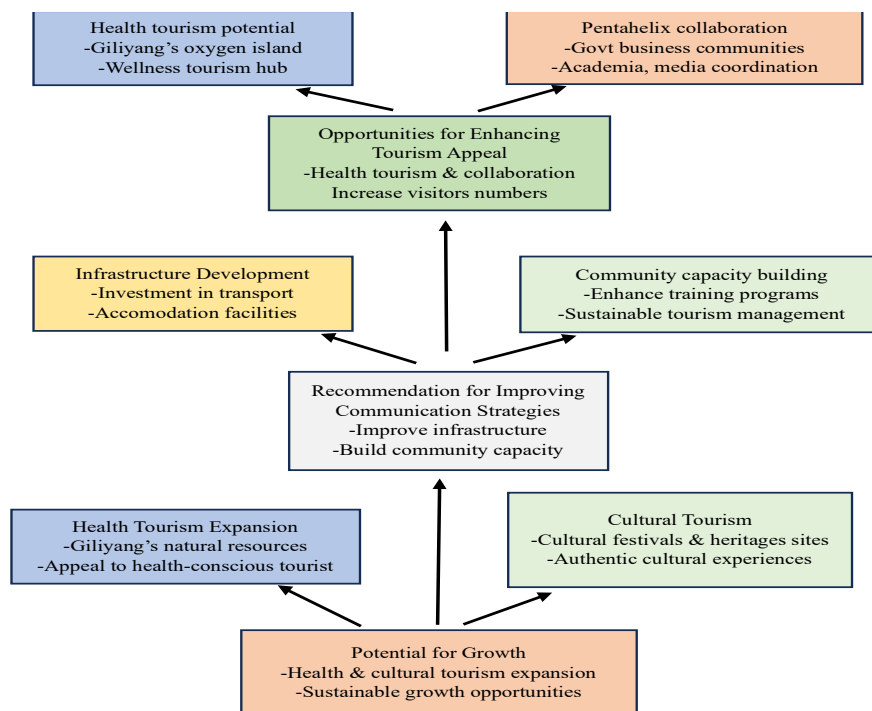 Health tourism potential
-Giliyang's oxygen island
-Wellness tourism hub
Pentahelix collaboration
-Govt business communities
-Academia, media coordination
Opportunities for Enhancing
Tourism Appeal
-Health tourism & collaboration
Increase visitors numbers
Infrastructure Development
-Investment in transport
-Accomodation facilities
Community capacity building
-Enhance training programs
-Sustainable tourism management
Recommendation for Improving
Communication Strategies
-Improve infrastructure
-Build community capacity
Health Tourism Expansion
-Giliyang's natural resources
-Appeal to health-conscious tourist
Cultural Tourism
-Cultural festivals & heritages sites
-Authentic cultural experiences
Potential for Growth
-Health & cultural tourism expansion
-Sustainable growth opportunities